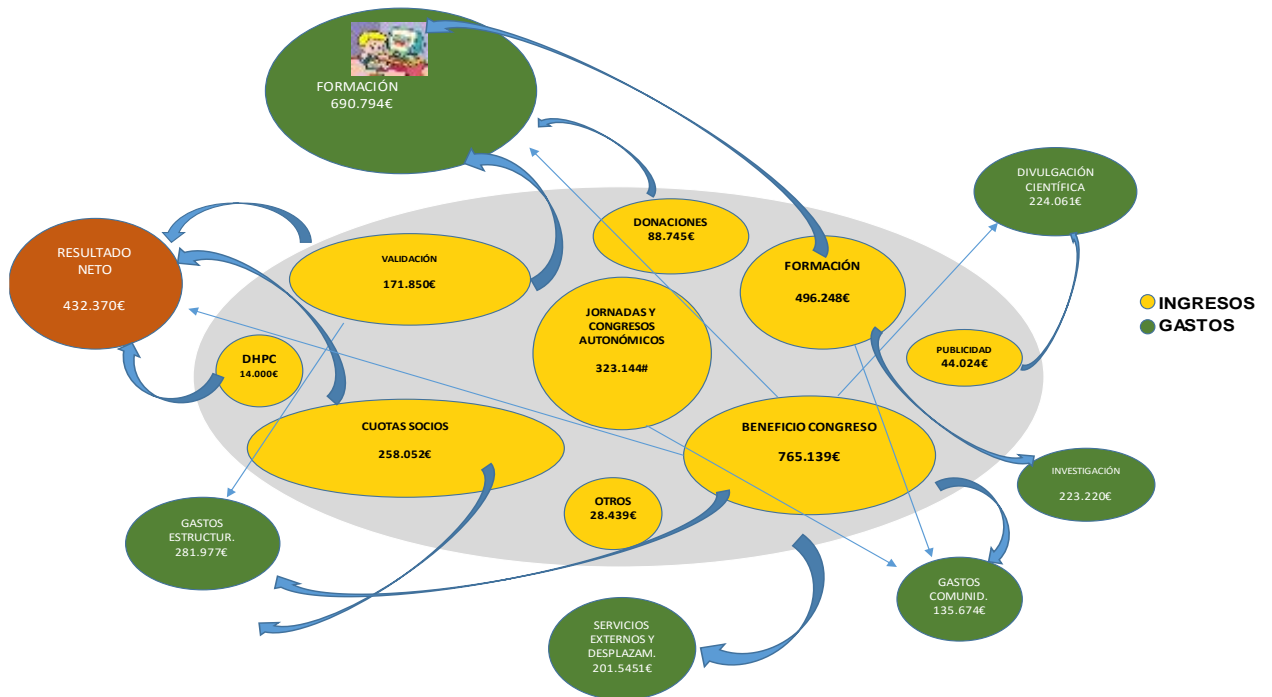 FORMACIÓN
690.794€
DIVULGACIÓN
CIENTÍFICA
224.061€
RESULTADO
NETO
432.370€
DONACIONES
88.745€
VALIDACIÓN
171.850€
FORMACIÓN
496.248€
JORNADAS Y
CONGRESOS
AUTONÓMICOS
323.144#
INGRESOS
GASTOS
DHPC
14.000€
PUBLICIDAD
44.024€
CUOTAS SOCIOS
258.052€
BENEFICIO CONGRESO
765.139€
INVESTIGACIÓN
223.220€
OTROS
28.439€
GASTOS
ESTRUCTUR.
281.977€
GASTOS
COMUNID.
135.674€
SERVICIOS
EXTERNOS Y
DESPLAZAM.
201.5451€